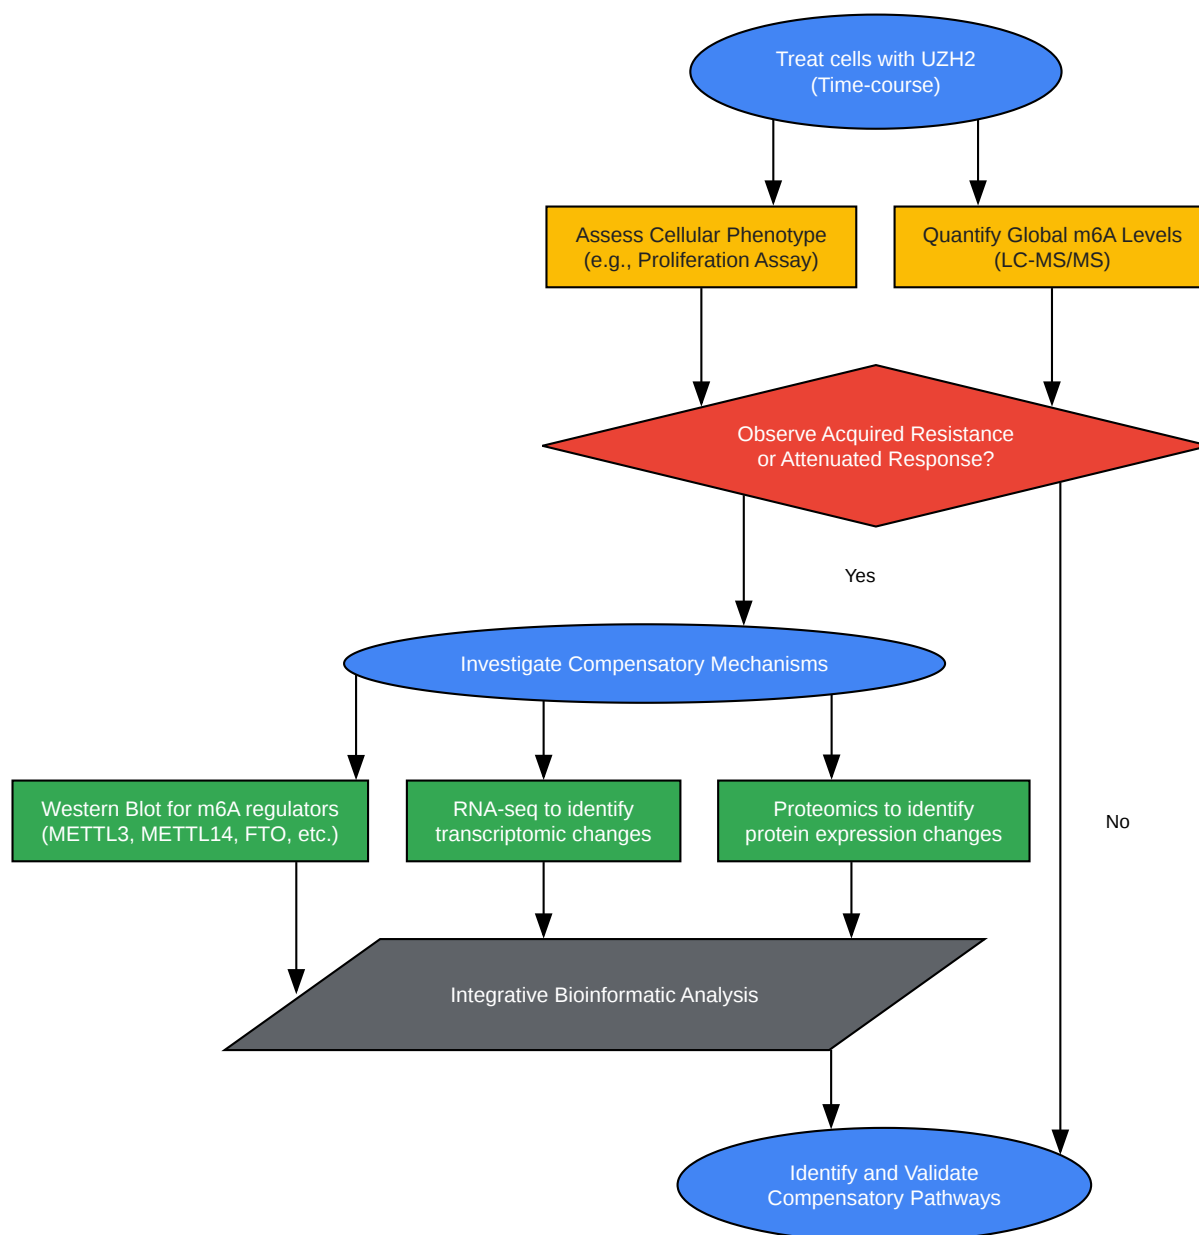 Treat cells with UZH2
(Time-course)
Assess Cellular Phenotype
(e.g., Proliferation Assay)
Quantify Global m6A Levels
(LC-MS/MS)
Observe Acquired Resistance
or Attenuated Response?
Yes
Investigate Compensatory Mechanisms
Western Blot for m6A regulators
(METTL3, METTL14, FTO, etc.)
RNA-seq to identify
transcriptomic changes
Proteomics to identify
protein expression changes
No
Integrative Bioinformatic Analysis
Identify and Validate
Compensatory Pathways